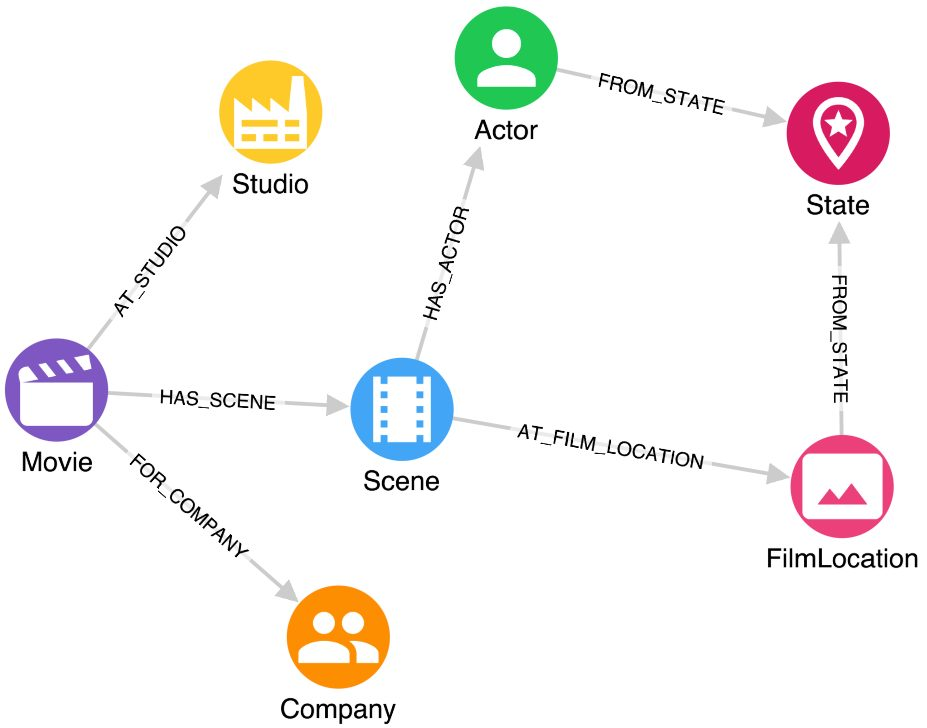 Actor
FROM_STATE
Studio
State
HAS_ACTOR
AT_STUDIO
FROM_STATE
HAS_SCENE
Movie
Scene
AT_FILM_LOCATION
FOR_COMPANY
FilmLocation
Company